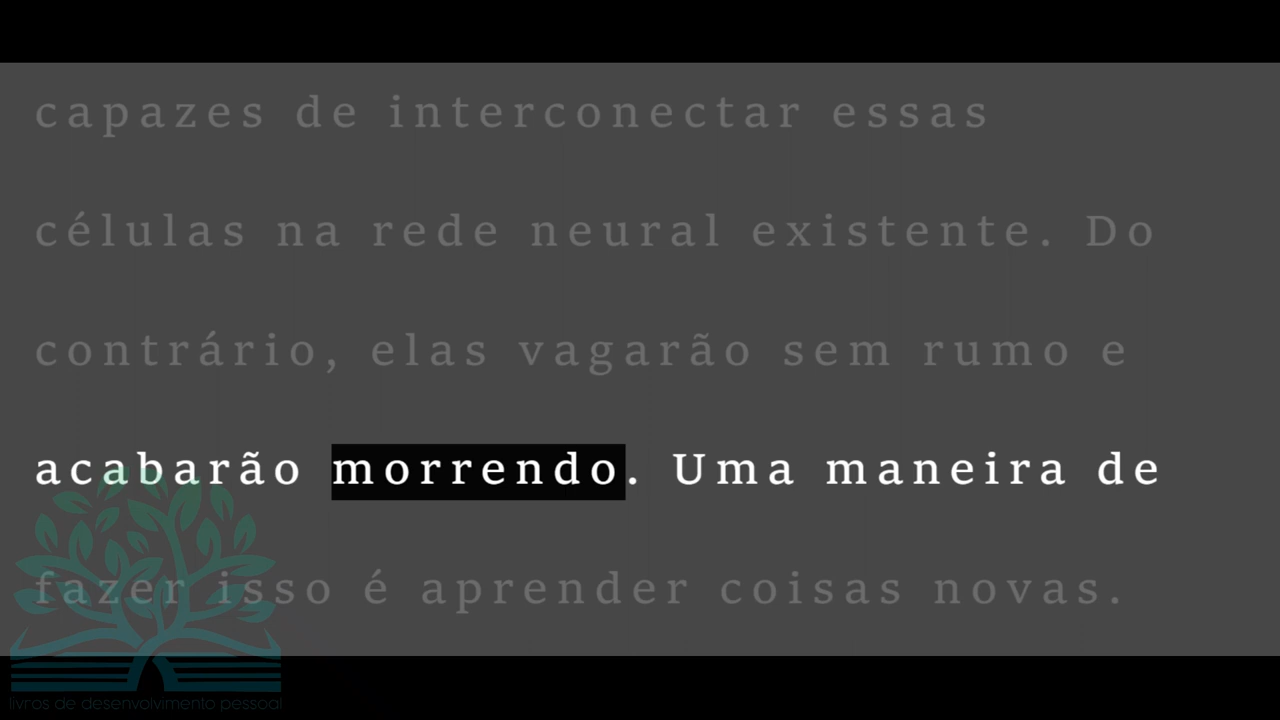 capazes de interconectar essas
células na rede neural existente. Do
contrário, elas vagarão sem rumo e
acabarão morrendo. Uma maneira de
fazer isso é aprender coisas novas.
livros de desenvolvimento pessoal